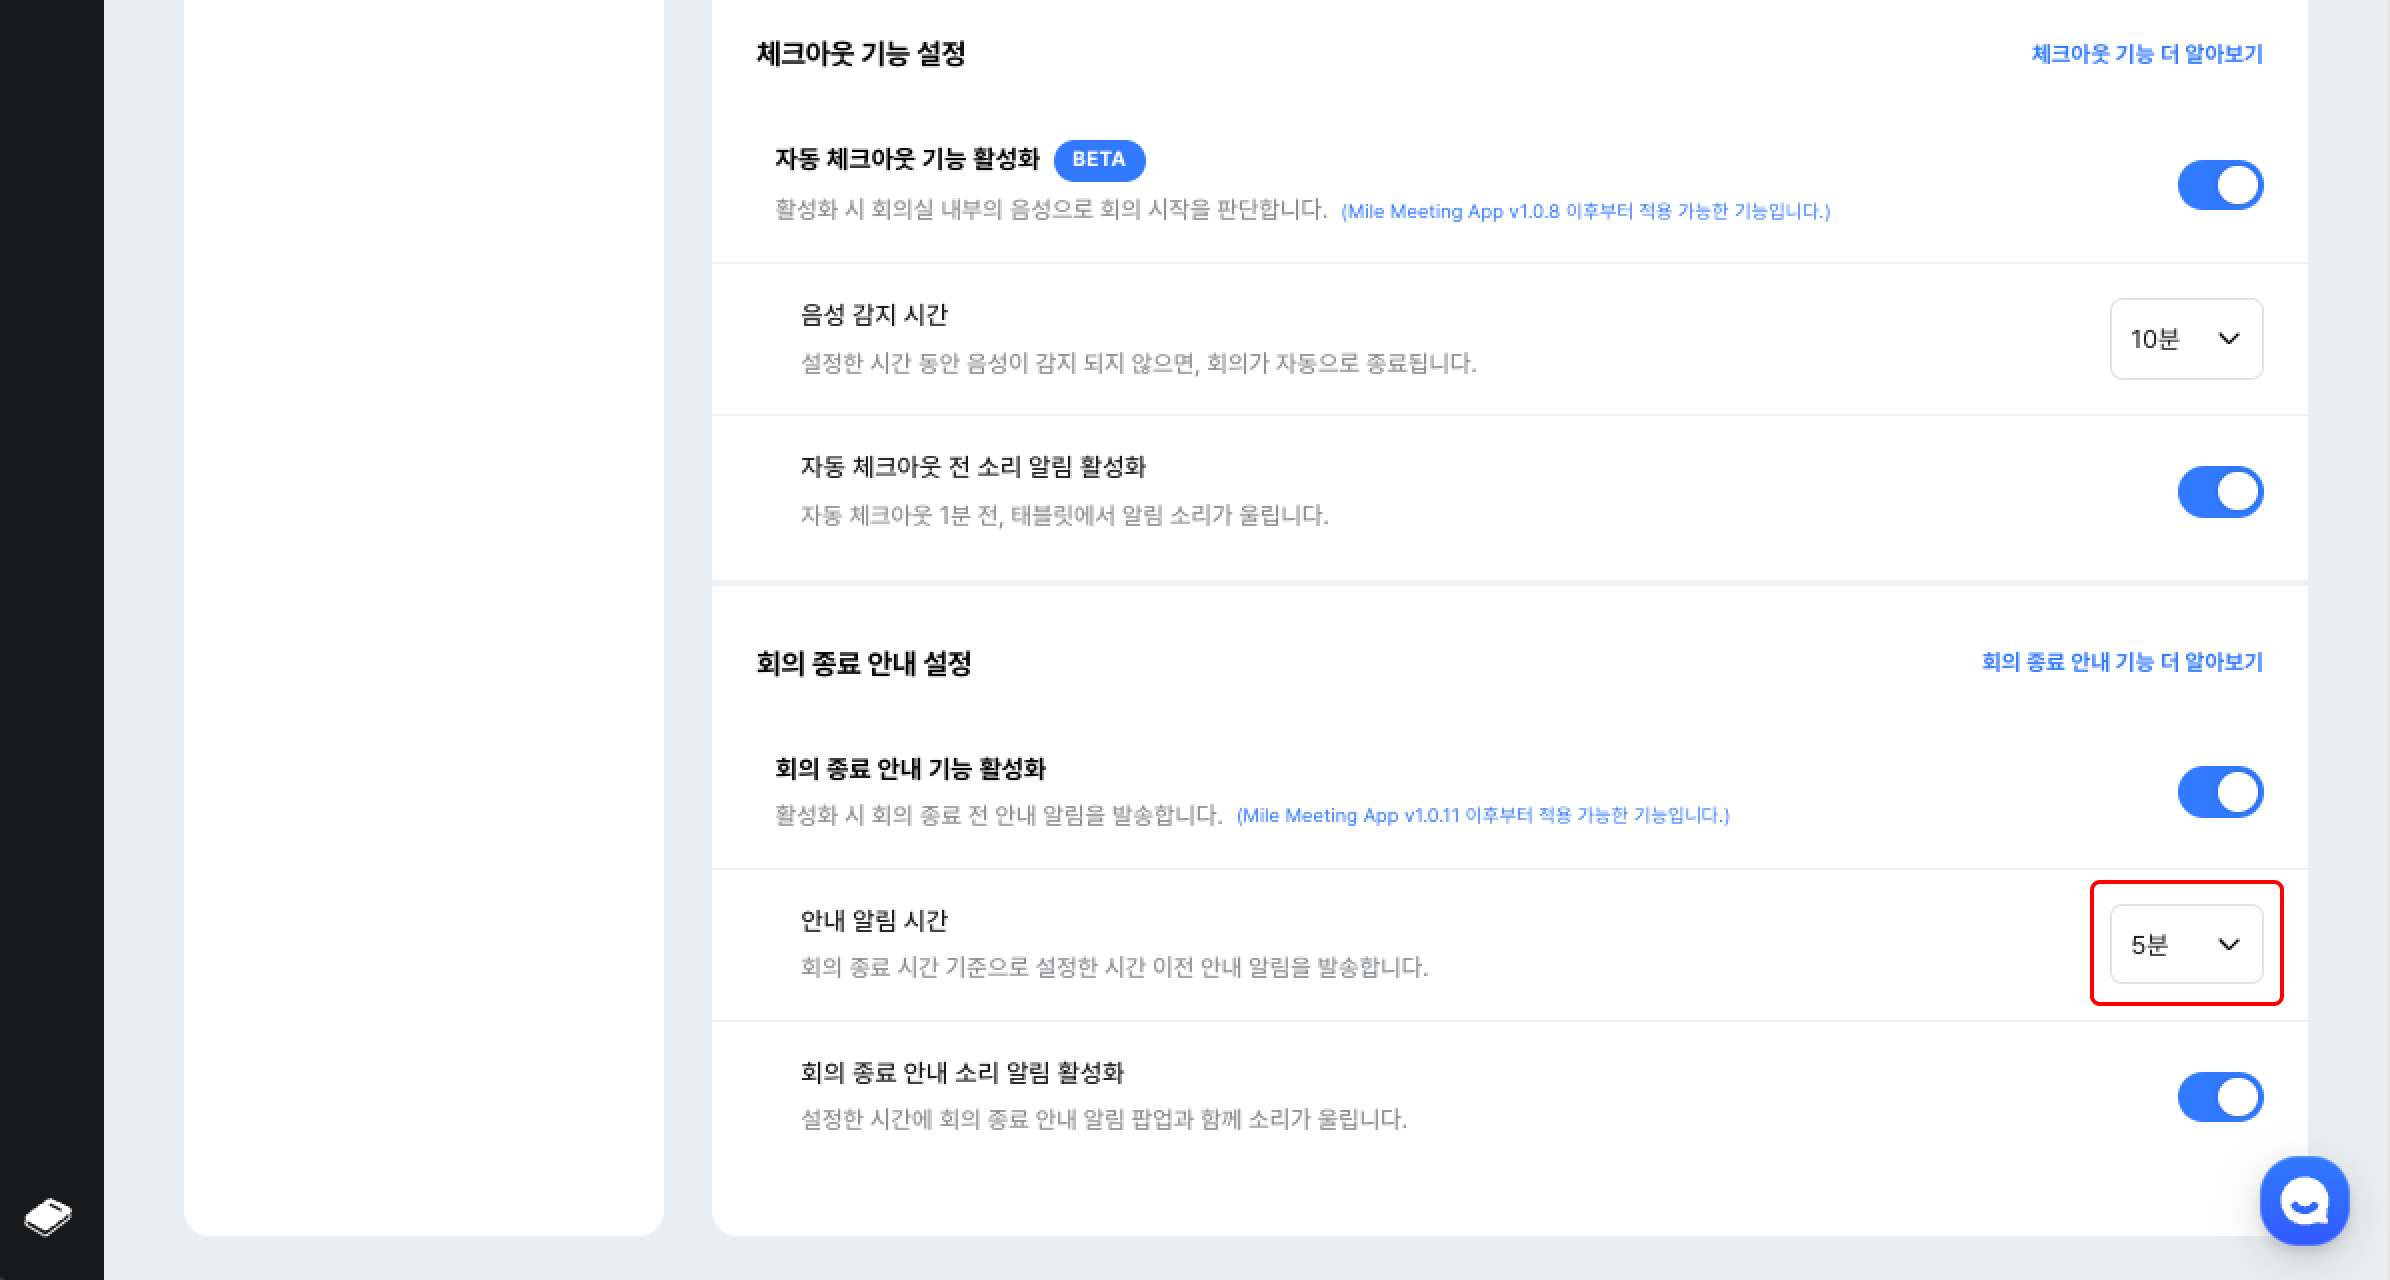 체크아웃 기능 설정
체크아웃 기능 더 알아보기
자동 체크아웃 기능 활성화 BETA
활성화 시 회의실 내부의 음성으로 회의 시작을 판단합니다. (Mile Meeting App v1.0.8 이후부터 적용 가능한 기능입니다.)
음성 감지 시간
설정한 시간 동안 음성이 감지 되지 않으면, 회의가 자동으로 종료됩니다.
10분
자동 체크아웃 전 소리 알림 활성화
자동 체크아웃 1분 전, 태블릿에서 알림 소리가 울립니다.
회의 종료 안내 설정
회의 종료 안내 기능 더 알아보기
회의 종료 안내 기능 활성화
활성화 시 회의 종료 전 안내 알림을 발송합니다. (Mile Meeting App v1.0.11 이후부터 적용 가능한 기능입니다.)
안내 알림 시간
회의 종료 시간 기준으로 설정한 시간 이전 안내 알림을 발송합니다.
5분
회의 종료 안내 소리 알림 활성화
설정한 시간에 회의 종료 안내 알림 팝업과 함께 소리가 울립니다.